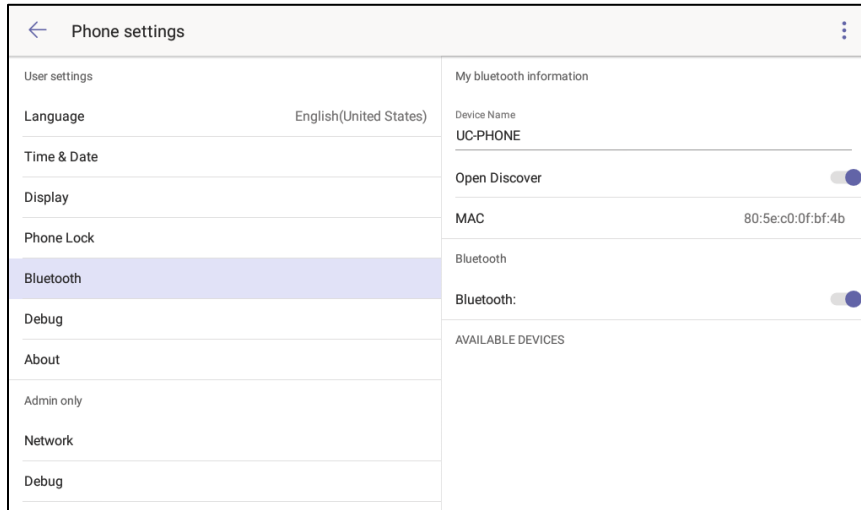 Phone settings
User settings
Language English(United States)
Time & Date
Display
Phone Lock
Bluetooth
Debug
About
Admin only
Network
Debug
My bluetooth information
Device Name
UC-PHONE
Open Discover
MAC 80:5e:c0:0f:bf:4b
Bluetooth
Bluetooth:
AVAILABLE DEVICES